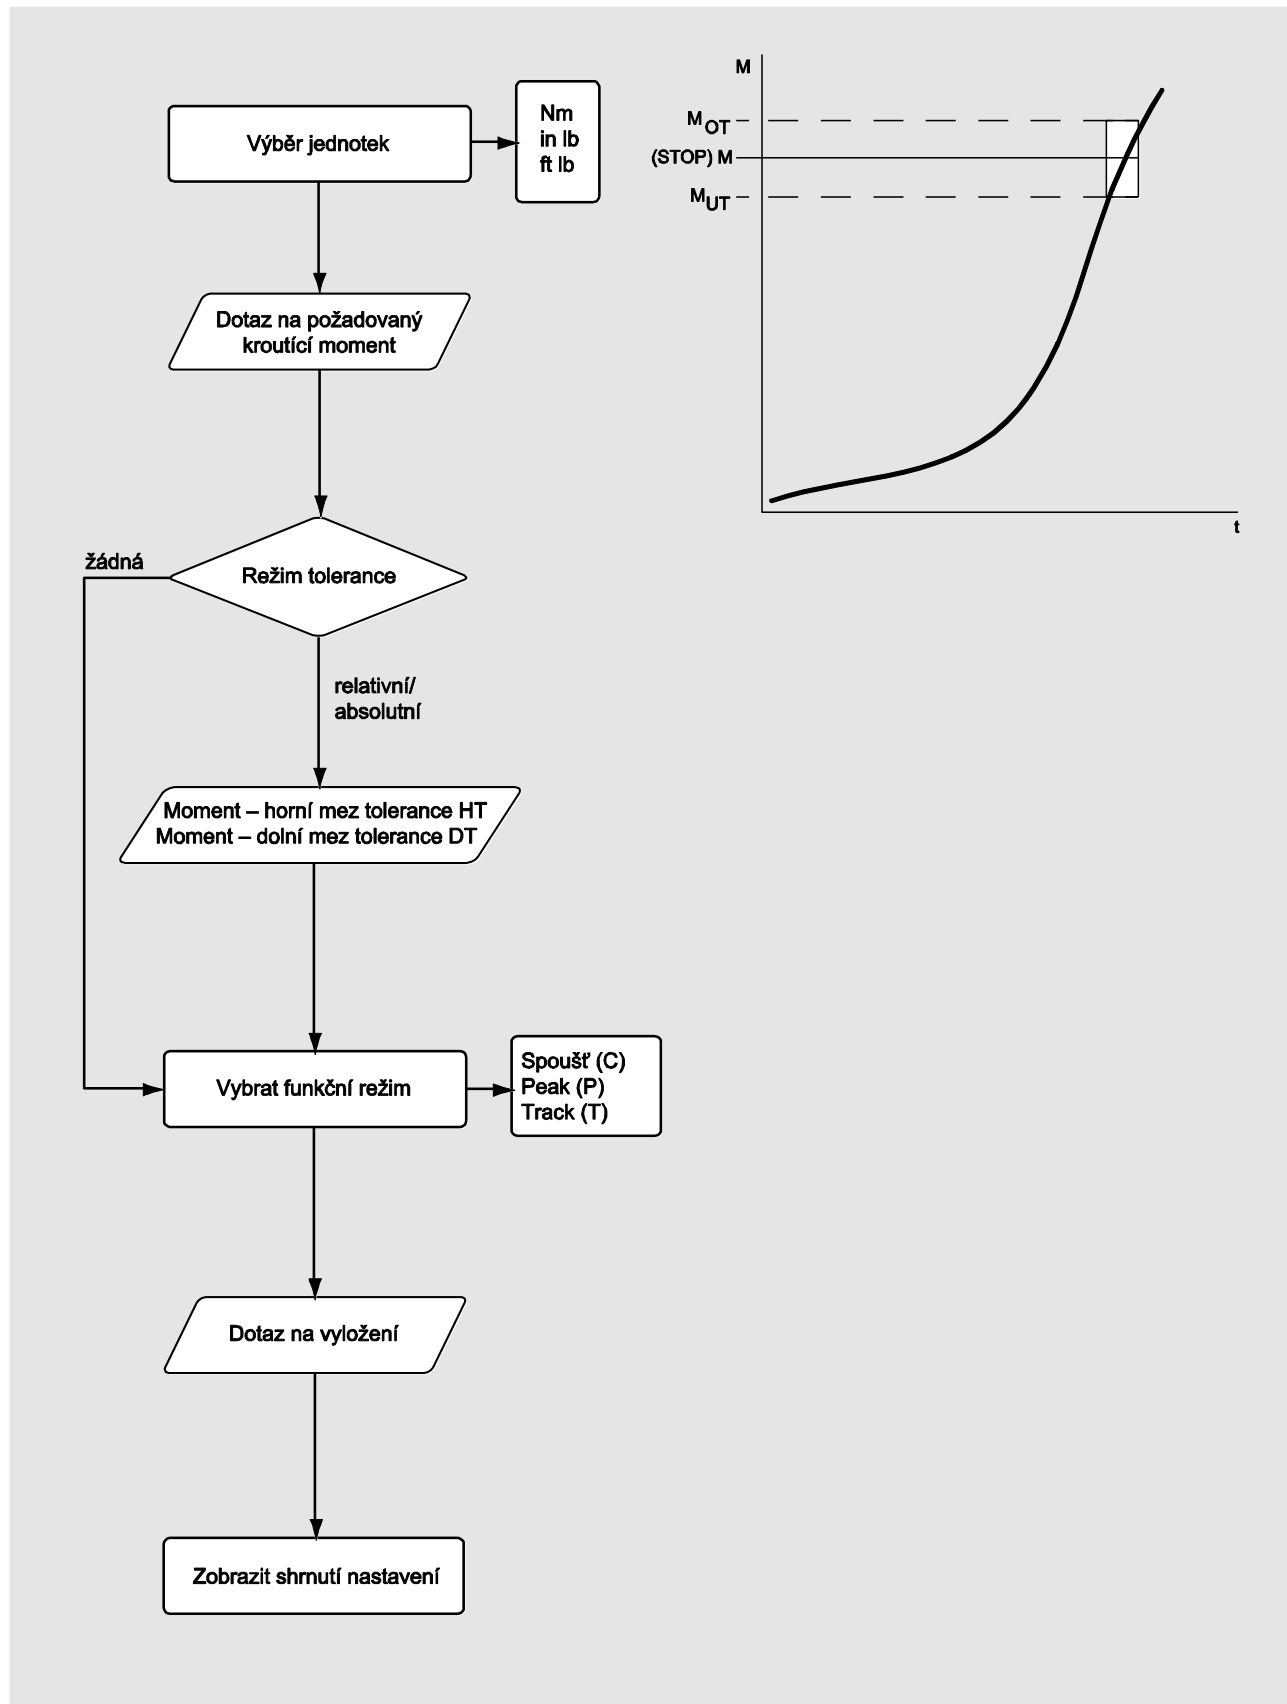 Výběr jednotek
Nm
in lb
ft lb
Dotaz na požadovaný
kroutící moment
Režim tolerance
žádná
relativní/
absolutní
Moment – horní mez tolerance HT
Moment – dolní mez tolerance DT
Vybrat funkční režim
Spoušť (C)
Peak (P)
Track (T)
Dotaz na vyložení
Zobrazit shrnutí nastavení
M
MOT
(STOP) M
MUT
t